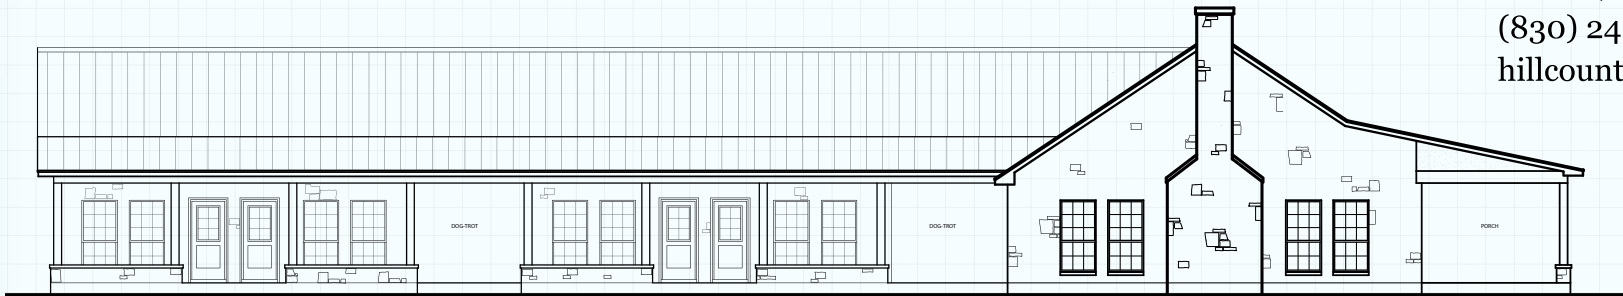 (830) 24
hillcount
DOG-TROT
DOG-TROT
PORCH